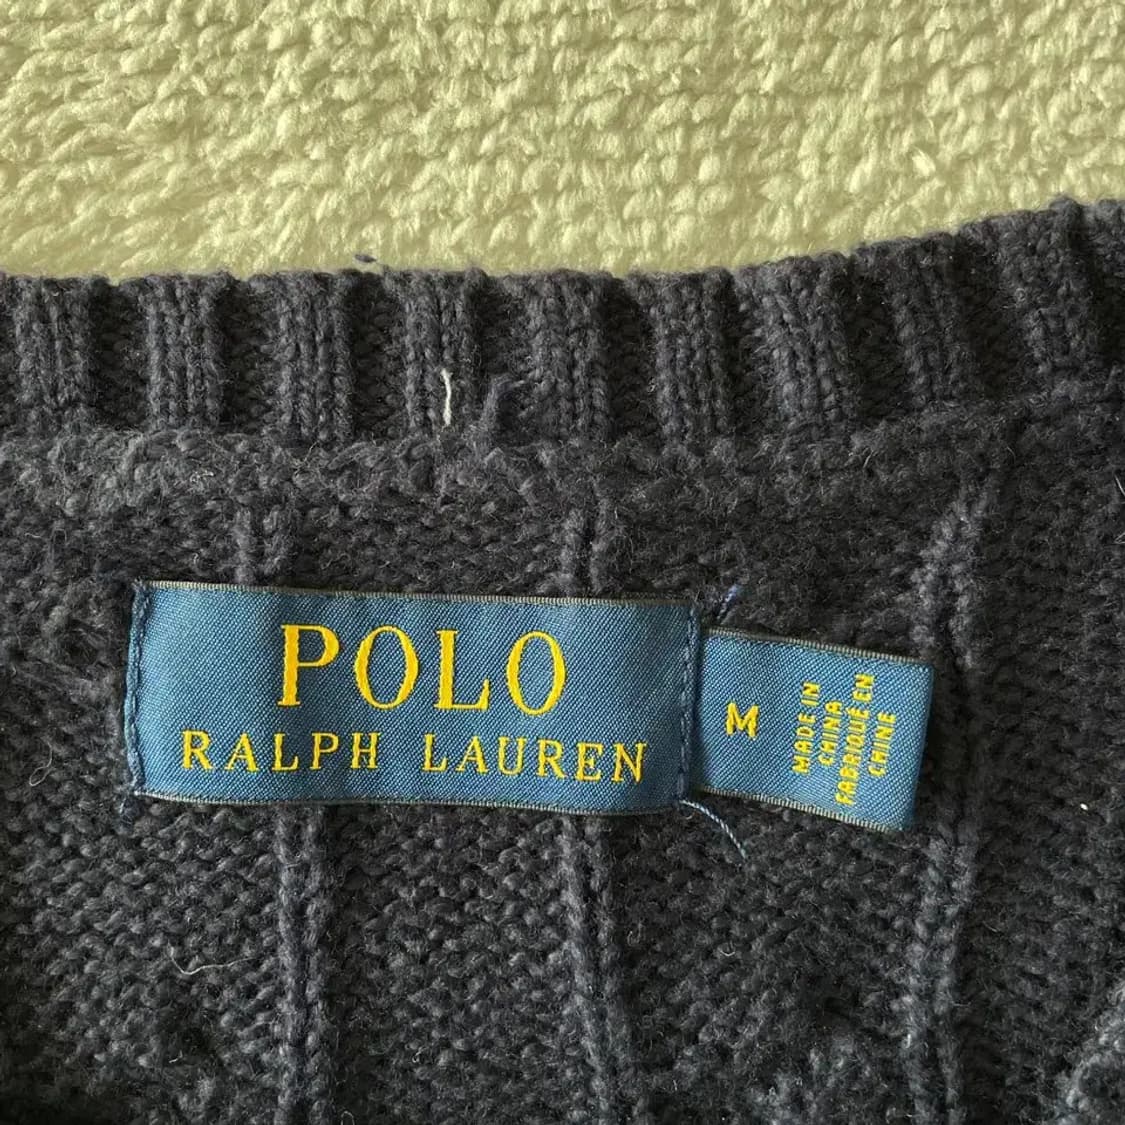 POLO
RALPH LAUREN
M
MADE IN
CHINA
FABRIQUÉ EN
CHINE